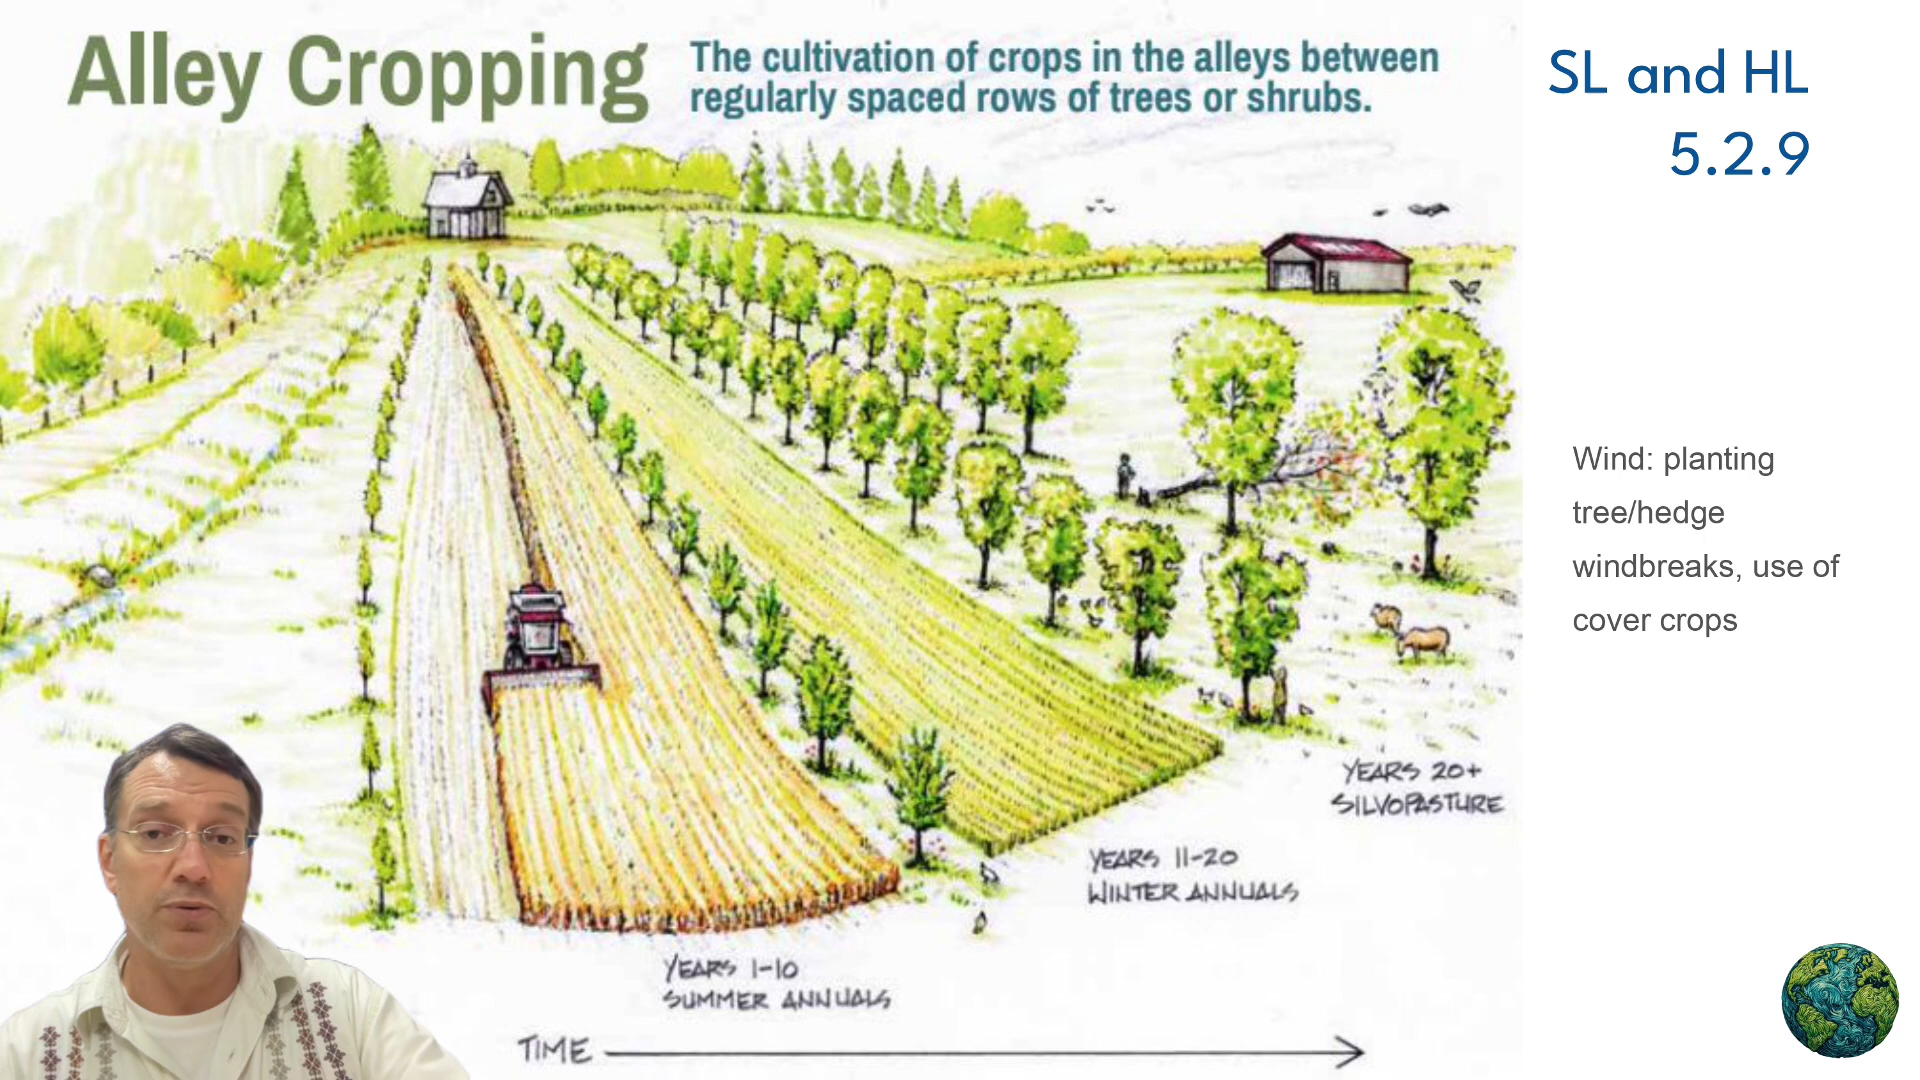 Alley Cropping
The cultivation of crops in the alleys between
regularly spaced rows of trees or shrubs.
SL and HL
5.2.9
Wind: planting
tree/hedge
windbreaks, use of
cover crops
YEARS 20+
SILVOPASTURE
YEARS 11-20
WINTER ANNUALS
YEARS 1-10
SUMMER ANNUALS
TIME